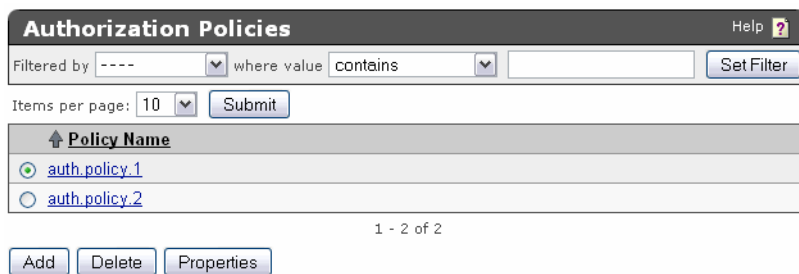 Authorization Policies Help ?
Filtered by ---- where value contains Set Filter
Items per page: 10 Submit
Policy Name
auth.policy.1
auth.policy.2
1 - 2 of 2
Add Delete Properties